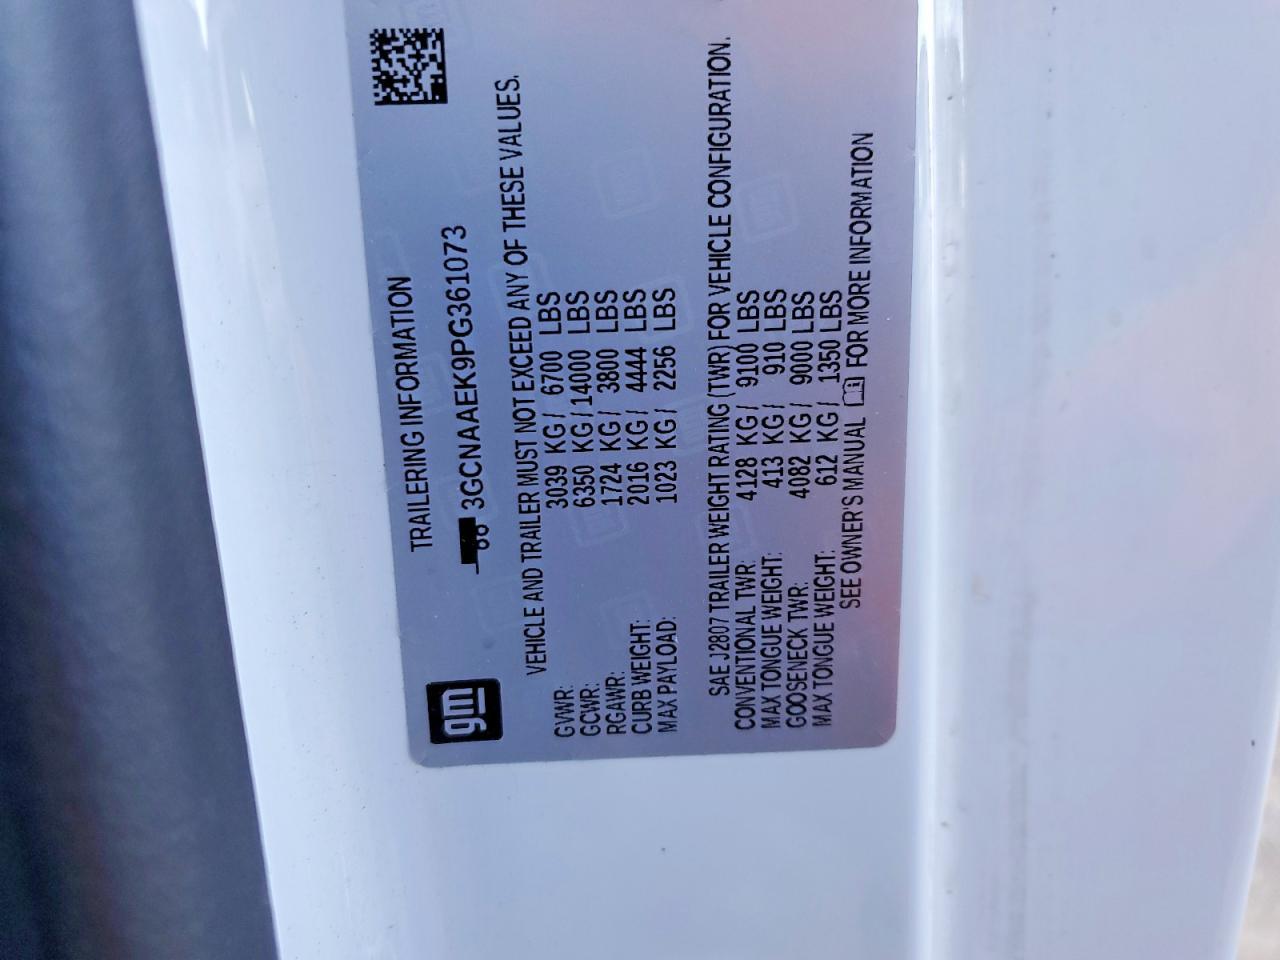 gm
TRAILERING INFORMATION
3GCNAAEK9PG361073
VEHICLE AND TRAILER MUST NOT EXCEED ANY OF THESE VALUES.
GVWR: 3039 KG / 6700 LBS
GCWR: 6350 KG / 14000 LBS
RGAWR: 1724 KG / 3800 LBS
CURB WEIGHT: 2016 KG / 4444 LBS
MAX PAYLOAD: 1023 KG / 2256 LBS
SAE J2807 TRAILER WEIGHT RATING (TWR) FOR VEHICLE CONFIGURATION.
CONVENTIONAL TWR: 4128 KG / 9100 LBS
MAX TONGUE WEIGHT: 413 KG / 910 LBS
GOOSENECK TWR: 4082 KG / 9000 LBS
MAX TONGUE WEIGHT: 612 KG / 1350 LBS
SEE OWNER'S MANUAL FOR MORE INFORMATION